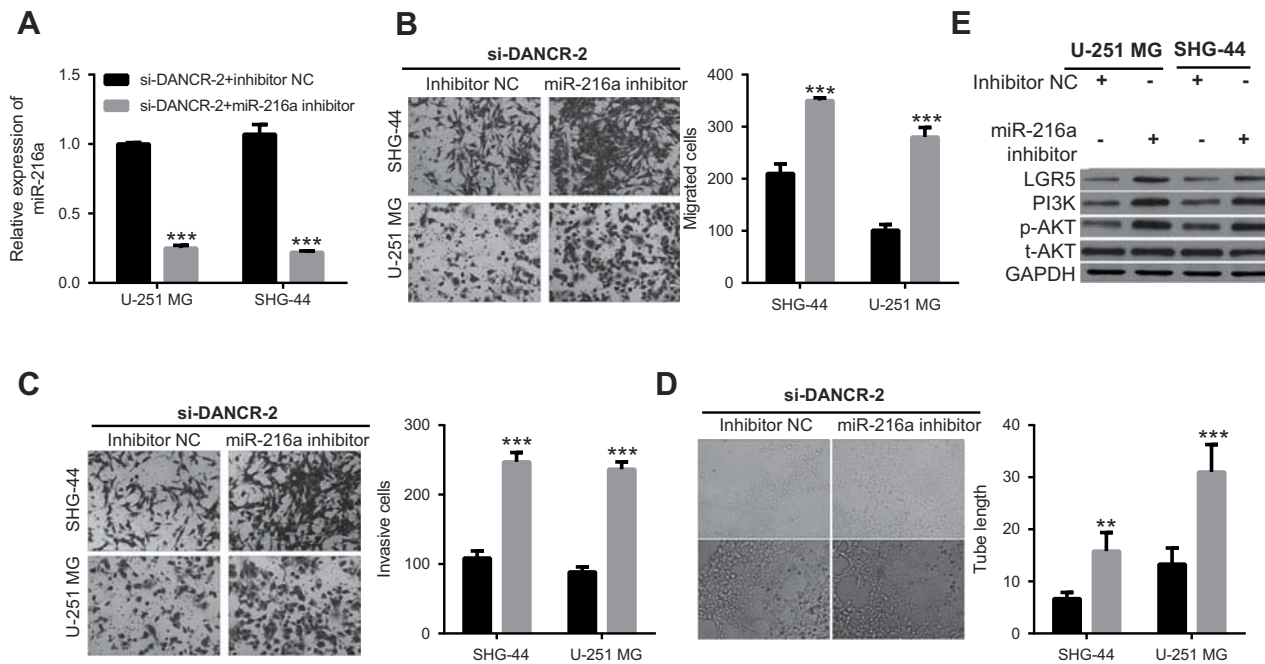 A
Relative expression of
miR-216a
1.5
1.0
0.5
0.0
si-DANCR-2+inhibitor NC
si-DANCR-2+miR-216a inhibitor
***
***
U-251 MG
SHG-44
B
si-DANCR-2
Inhibitor NC
miR-216a inhibitor
SHG-44
U-251 MG
Migrated cells
400
300
200
100
0
***
***
SHG-44
U-251 MG
E
U-251 MG SHG-44
Inhibitor NC + - + -
miR-216a
inhibitor - + - +
LGR5
PI3K
p-AKT
t-AKT
GAPDH
C
si-DANCR-2
Inhibitor NC
miR-216a inhibitor
SHG-44
U-251 MG
Invasive cells
300
200
100
0
***
***
SHG-44
U-251 MG
D
si-DANCR-2
Inhibitor NC
miR-216a inhibitor
Tube length
40
30
20
10
0
**
***
SHG-44
U-251 MG